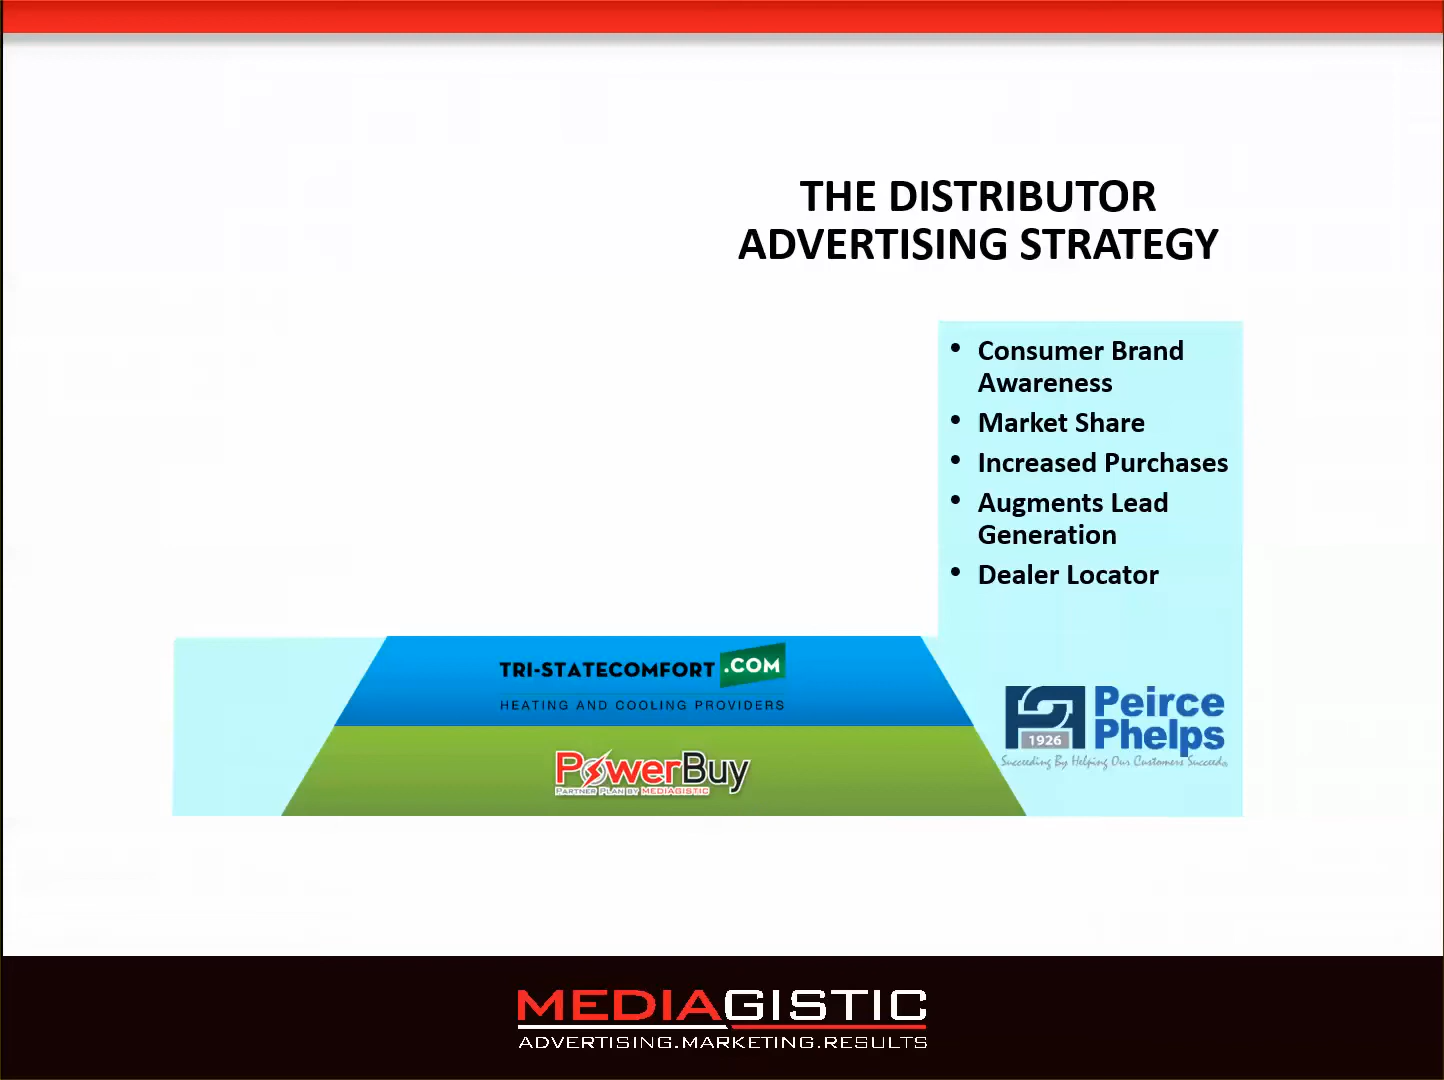 THE DISTRIBUTOR
ADVERTISING STRATEGY
• Consumer Brand
Awareness
• Market Share
• Increased Purchases
• Augments Lead
Generation
• Dealer Locator
TRI-STATECOMFORT .COM
HEATING AND COOLING PROVIDERS
PowerBuy
PARTNER PLAN BY MEDIAGISTIC
Peirce
Phelps
1926
Succeeding By Helping Our Customers Succeed®
MEDIAGISTIC
ADVERTISING.MARKETING.RESULTS